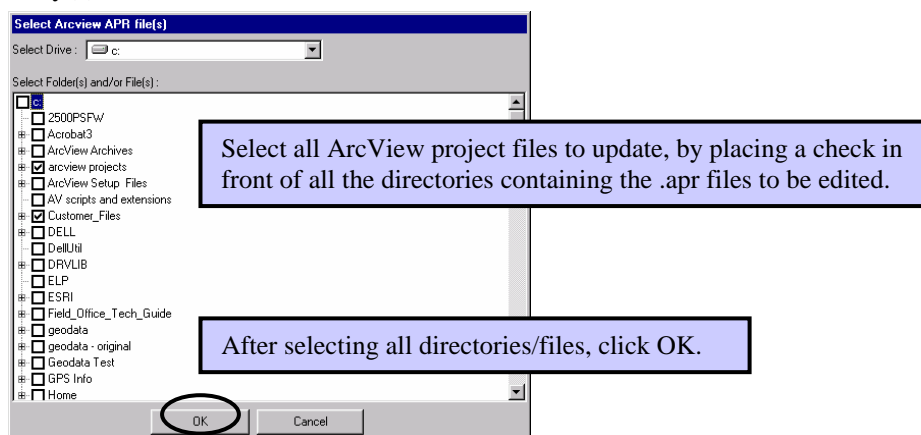 Select Arcview APR file(s)
Select Drive :
c:
Select Folder(s) and/or File(s) :
c:
2500PSFW
Acrobat3
ArcView Archives
arcview projects
ArcView Setup Files
AV scripts and extensions
Customer_Files
DELL
DellUtil
DRVLIB
ELP
ESRI
Field_Office_Tech_Guide
geodata
geodata - original
Geodata Test
GPS Info
Home
Select all ArcView project files to update, by placing a check in
front of all the directories containing the .apr files to be edited.
After selecting all directories/files, click OK.
OK
Cancel